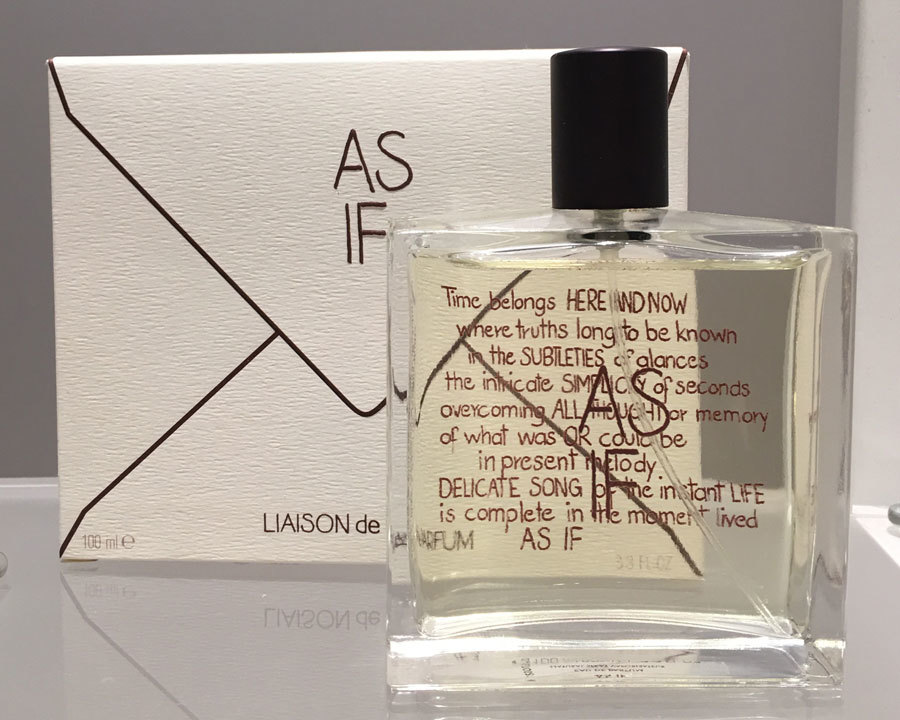 AS
IF
100 ml e
LIAISON de
PARFUM
3.3 FL.OZ
Time belongs HERE AND NOW
where truths long to be known
in the SUBTLETIES of glances
the intricate SIMPLICITY of seconds
overcoming ALL THOUGHT or memory
of what was OR could be
in present melody
DELICATE SONG of the instant LIFE
is complete in the moment lived
AS IF
AS
IF